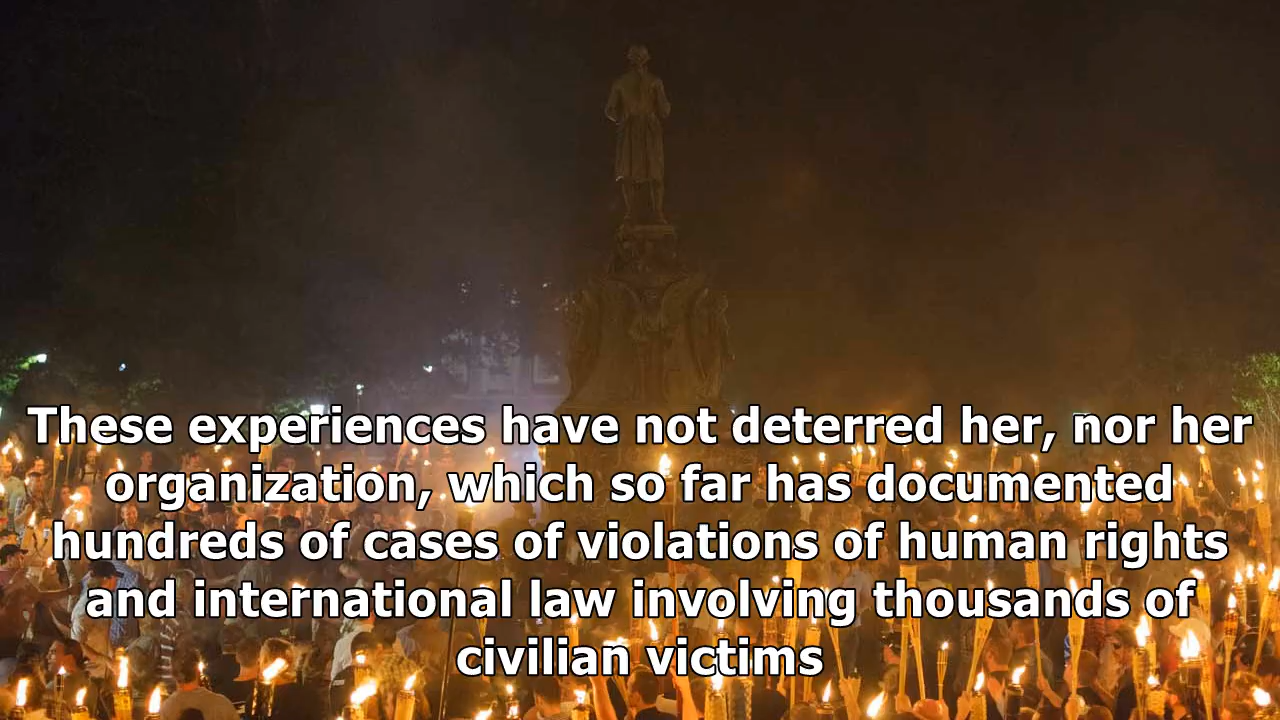 These experiences have not deterred her, nor her
organization, which so far has documented
hundreds of cases of violations of human rights
and international law involving thousands of
civilian victims